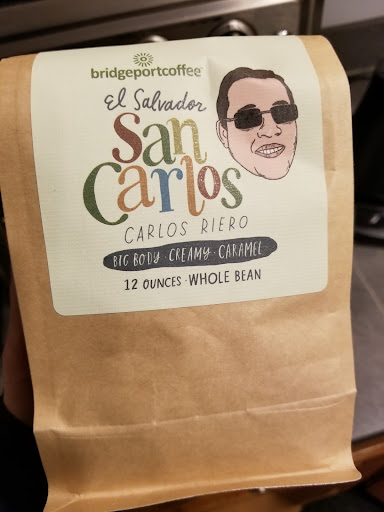 bridgeportcoffee
el Salvador
San
Carlos
CARLOS RIERO
BIG BODY · CREAMY · CARAMEL
12 OUNCES · WHOLE BEAN